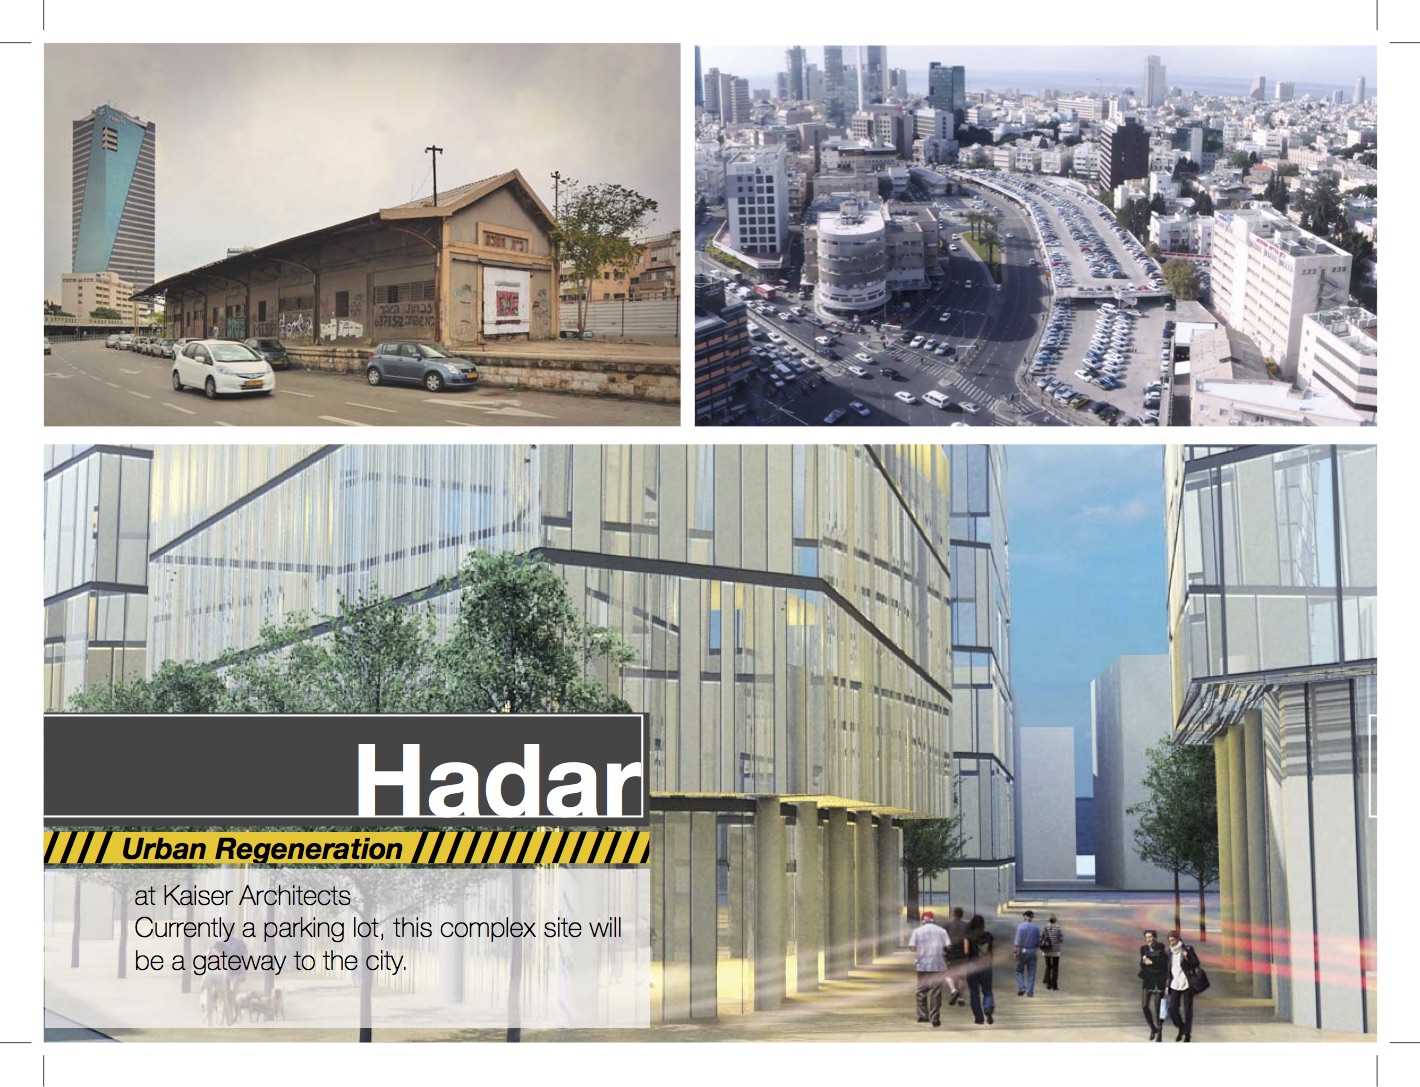 Hadar
Urban Regeneration
at Kaiser Architects
Currently a parking lot, this complex site will
be a gateway to the city.